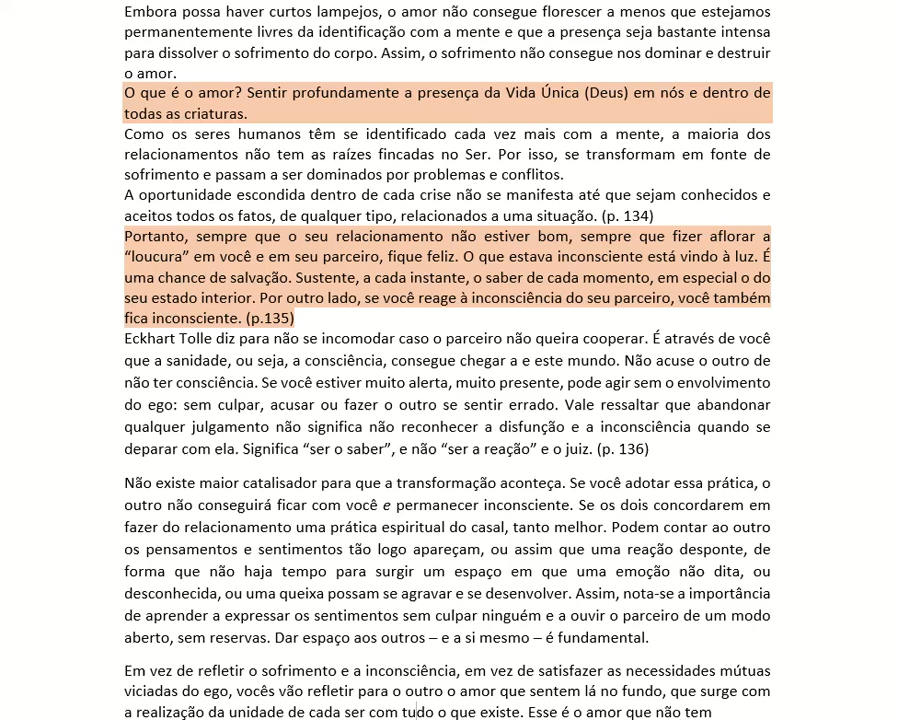 Embora possa haver curtos lampejos, o amor não consegue florescer a menos que estejamos
permanentemente livres da identificação com a mente e que a presença seja bastante intensa
para dissolver o sofrimento do corpo. Assim, o sofrimento não consegue nos dominar e destruir
o amor.
O que é o amor? Sentir profundamente a presença da Vida Única (Deus) em nós e dentro de
todas as criaturas.
Como os seres humanos têm se identificado cada vez mais com a mente, a maioria dos
relacionamentos não tem as raízes fincadas no Ser. Por isso, se transformam em fonte de
sofrimento e passam a ser dominados por problemas e conflitos.
A oportunidade escondida dentro de cada crise não se manifesta até que sejam conhecidos e
aceitos todos os fatos, de qualquer tipo, relacionados a uma situação. (p. 134)
Portanto, sempre que o seu relacionamento não estiver bom, sempre que fizer aflorar a
“loucura” em você e em seu parceiro, fique feliz. O que estava inconsciente está vindo à luz. É
uma chance de salvação. Sustente, a cada instante, o saber de cada momento, em especial o do
seu estado interior. Por outro lado, se você reage à inconsciência do seu parceiro, você também
fica inconsciente. (p.135)
Eckhart Tolle diz para não se incomodar caso o parceiro não queira cooperar. É através de você
que a sanidade, ou seja, a consciência, consegue chegar a e este mundo. Não acuse o outro de
não ter consciência. Se você estiver muito alerta, muito presente, pode agir sem o envolvimento
do ego: sem culpar, acusar ou fazer o outro se sentir errado. Vale ressaltar que abandonar
qualquer julgamento não significa não reconhecer a disfunção e a inconsciência quando se
deparar com ela. Significa “ser o saber”, e não “ser a reação” e o juiz. (p. 136)
Não existe maior catalisador para que a transformação aconteça. Se você adotar essa prática, o
outro não conseguirá ficar com você e permanecer inconsciente. Se os dois concordarem em
fazer do relacionamento uma prática espiritual do casal, tanto melhor. Podem contar ao outro
os pensamentos e sentimentos tão logo apareçam, ou assim que uma reação desponte, de
forma que não haja tempo para surgir um espaço em que uma emoção não dita, ou
desconhecida, ou uma queixa possam se agravar e se desenvolver. Assim, nota-se a importância
de aprender a expressar os sentimentos sem culpar ninguém e a ouvir o parceiro de um modo
aberto, sem reservas. Dar espaço aos outros – e a si mesmo – é fundamental.
Em vez de refletir o sofrimento e a inconsciência, em vez de satisfazer as necessidades mútuas
viciadas do ego, vocês vão refletir para o outro o amor que sentem lá no fundo, que surge com
a realização da unidade de cada ser com tudo o que existe. Esse é o amor que não tem